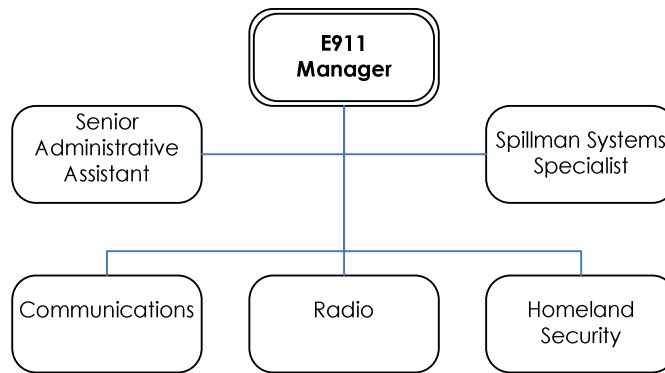 E911
Manager
Senior
Administrative
Assistant
Spillman Systems
Specialist
Communications
Radio
Homeland
Security